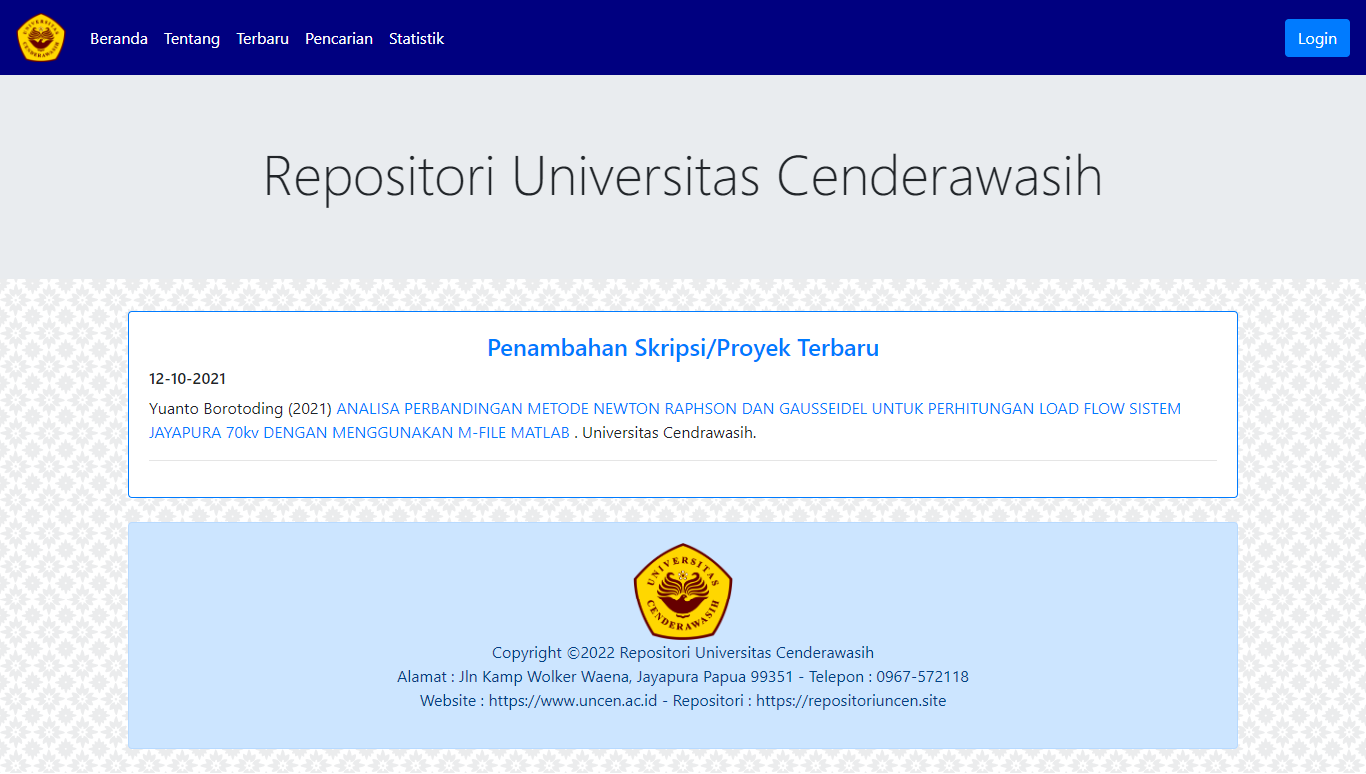 UNIVERSITAS CENDERAWASIH
Beranda Tentang Terbaru Pencarian Statistik Login
Repositori Universitas Cenderawasih
Penambahan Skripsi/Proyek Terbaru
12-10-2021
Yuanto Borotoding (2021) ANALISA PERBANDINGAN METODE NEWTON RAPHSON DAN GAUSSEIDEL UNTUK PERHITUNGAN LOAD FLOW SISTEM
JAYAPURA 70kv DENGAN MENGGUNAKAN M-FILE MATLAB . Universitas Cendrawasih.
UNIVERSITAS
CENDERAWASIH
Copyright ©2022 Repositori Universitas Cenderawasih
Alamat : Jln Kamp Wolker Waena, Jayapura Papua 99351 - Telepon : 0967-572118
Website : https://www.uncen.ac.id - Repositori : https://repositoriuncen.site